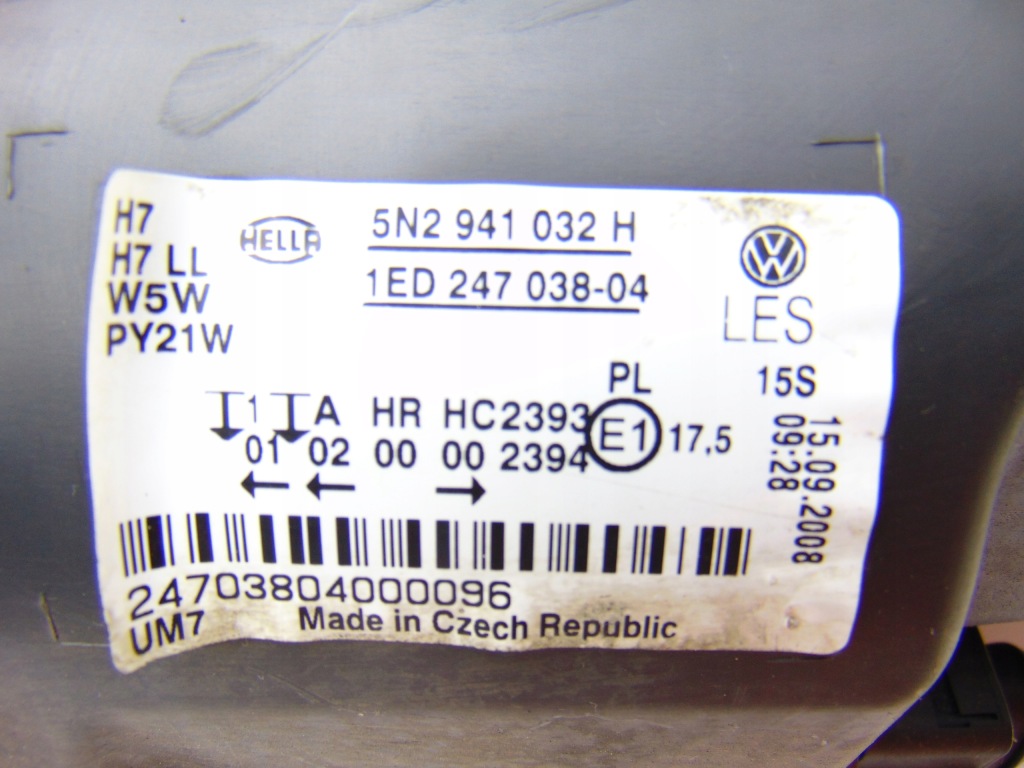 H7
H7 LL
W5W
PY21W
HELLA
5N2 941 032 H
1ED 247 038-04
VW
LES
15S
15.09.2008
09:28
PL
1 A HR HC2393
01 02 00 00 2394
E1
17,5
24703804000096
UM7
Made in Czech Republic